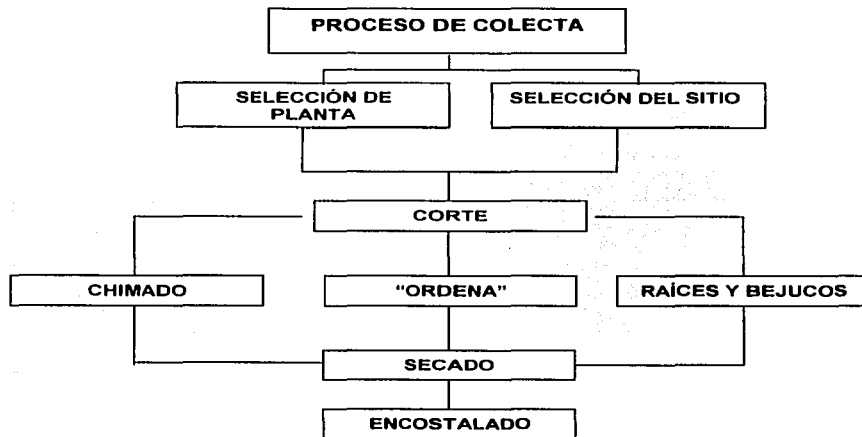 PROCESO DE COLECTA
SELECCIÓN DE
PLANTA
SELECCIÓN DEL SITIO
CORTE
CHIMADO
"ORDENA"
RAÍCES Y BEJUCOS
SECADO
ENCOSTALADO